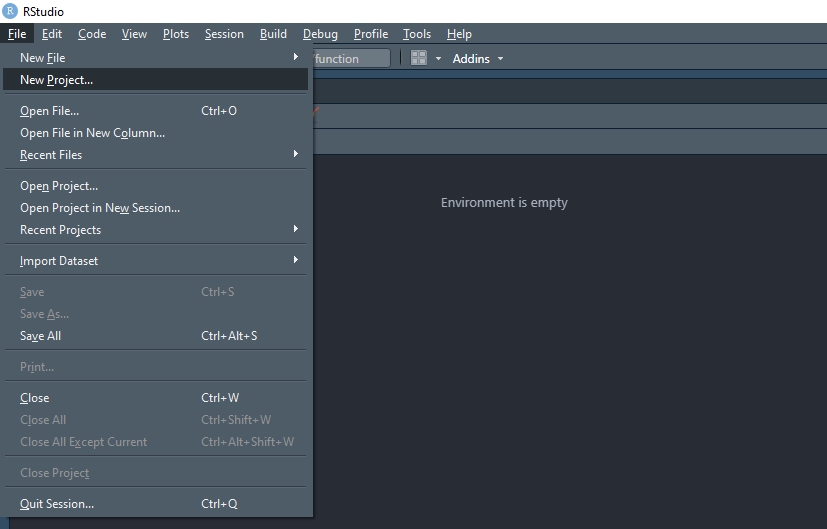 R RStudio
File Edit Code View Plots Session Build Debug Profile Tools Help
New File
function
Addins
New Project...
Open File... Ctrl+O
Open File in New Column...
Recent Files
Open Project...
Environment is empty
Open Project in New Session...
Recent Projects
Import Dataset
Save Ctrl+S
Save As...
Save All Ctrl+Alt+S
Print...
Close Ctrl+W
Close All Ctrl+Shift+W
Close All Except Current Ctrl+Alt+Shift+W
Close Project
Quit Session... Ctrl+Q